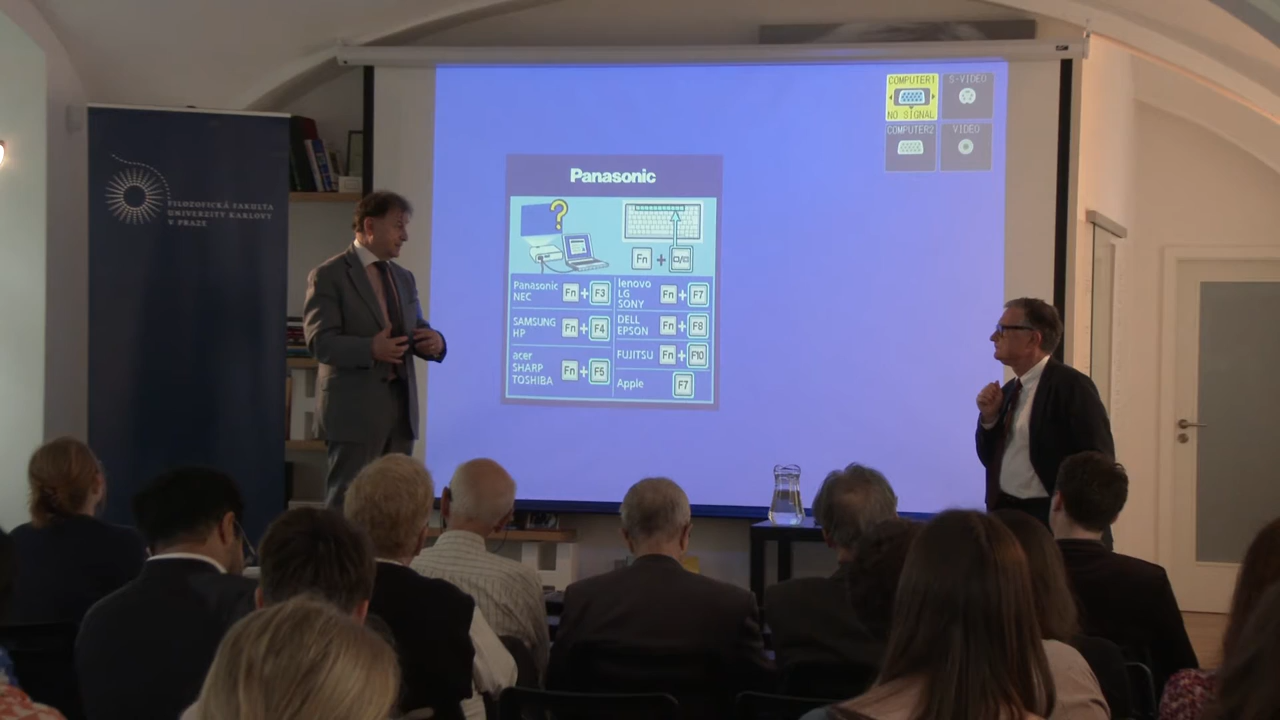 FILOZOFICKÁ FAKULTA
UNIVERZITY KARLOVY
V PRAZE
COMPUTER1
NO SIGNAL
S-VIDEO
COMPUTER2
VIDEO
Panasonic
?
Fn +
Panasonic
NEC
Fn + F3
SAMSUNG
HP
Fn + F4
acer
SHARP
TOSHIBA
Fn + F5
lenovo
LG
SONY
Fn + F7
DELL
EPSON
Fn + F8
FUJITSU
Fn + F10
Apple
F7